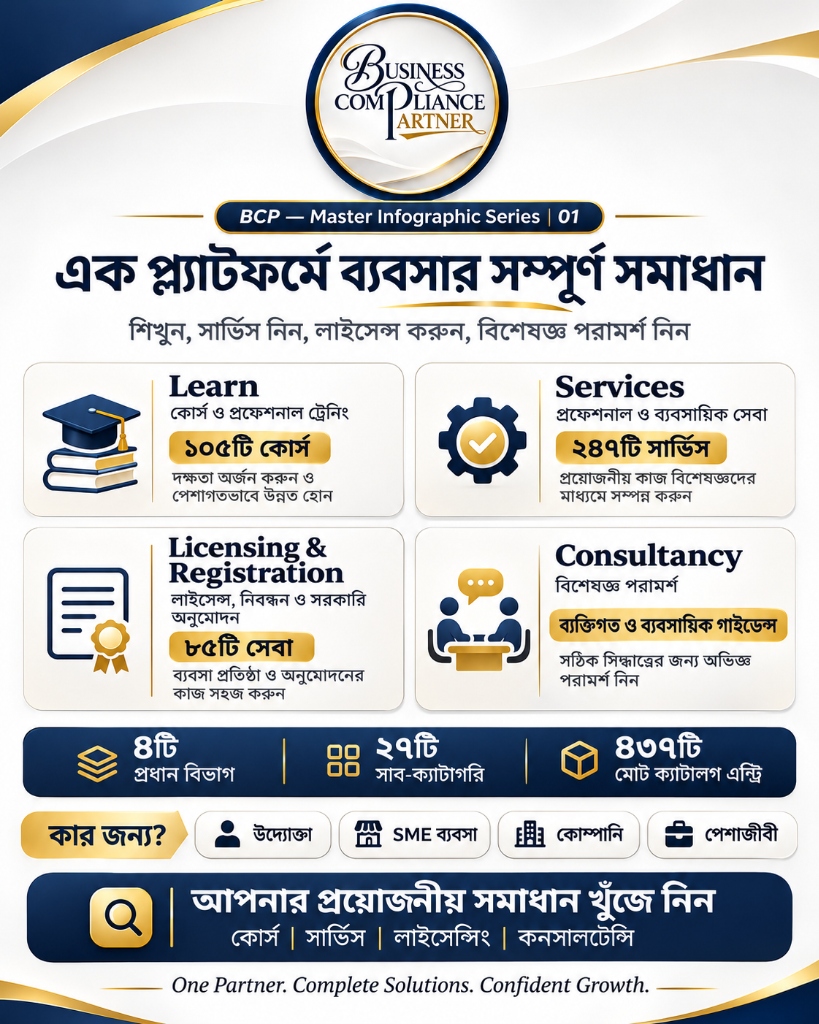 BUSINESS
COMPLIANCE
PARTNER
BCP — Master Infographic Series | 01
এক প্ল্যাটফর্মে ব্যবসার সম্পূর্ণ সমাধান
শিখুন, সার্ভিস নিন, লাইসেন্স করুন, বিশেষজ্ঞ পরামর্শ নিন
Learn
কোর্স ও প্রফেশনাল ট্রেনিং
১০৫টি কোর্স
দক্ষতা অর্জন করুন ও
পেশাগতভাবে উন্নত হোন
Services
প্রফেশনাল ও ব্যবসায়িক সেবা
২৪৭টি সার্ভিস
প্রয়োজনীয় কাজ বিশেষজ্ঞদের
মাধ্যমে সম্পন্ন করুন
Licensing &
Registration
লাইসেন্স, নিবন্ধন ও সরকারি
অনুমোদন
৮৫টি সেবা
ব্যবসা প্রতিষ্ঠা ও অনুমোদনের
কাজ সহজ করুন
Consultancy
বিশেষজ্ঞ পরামর্শ
ব্যক্তিগত ও ব্যবসায়িক গাইডেন্স
সঠিক সিদ্ধান্তের জন্য অভিজ্ঞ
পরামর্শ নিন
৪টি
প্রধান বিভাগ
২৭টি
সাব-ক্যাটাগরি
৪৩৭টি
মোট ক্যাটালগ এন্ট্রি
কার জন্য?
উদ্যোক্তা
SME ব্যবসা
কোম্পানি
পেশাজীবী
আপনার প্রয়োজনীয় সমাধান খুঁজে নিন
কোর্স | সার্ভিস | লাইসেন্সিং | কনসালটেন্সি
One Partner. Complete Solutions. Confident Growth.